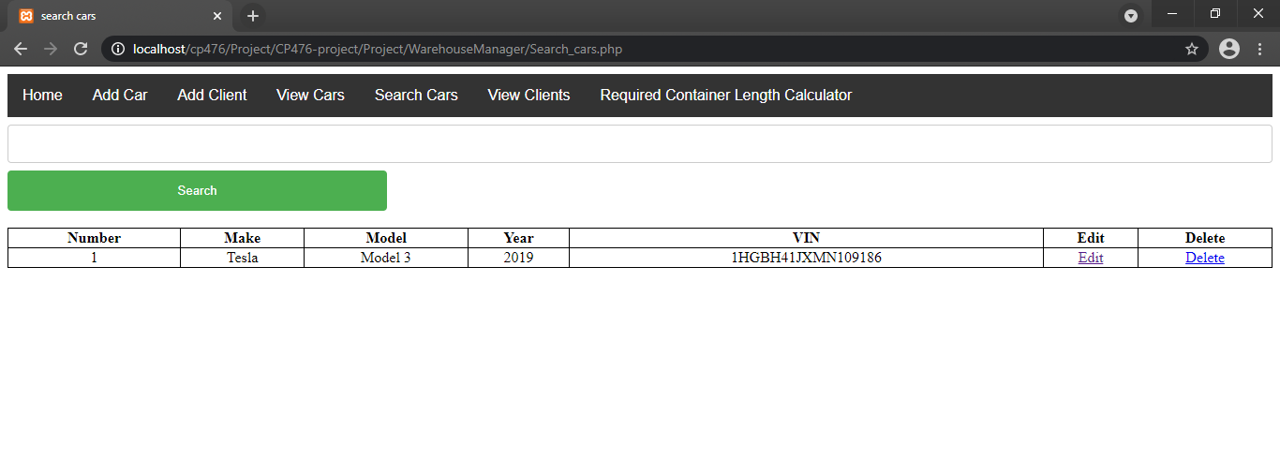 search cars
localhost/cp476/Project/CP476-project/Project/WarehouseManager/Search_cars.php
Home Add Car Add Client View Cars Search Cars View Clients Required Container Length Calculator
Search
Number Make Model Year VIN Edit Delete
1 Tesla Model 3 2019 1HGBH41JXMN109186 Edit Delete